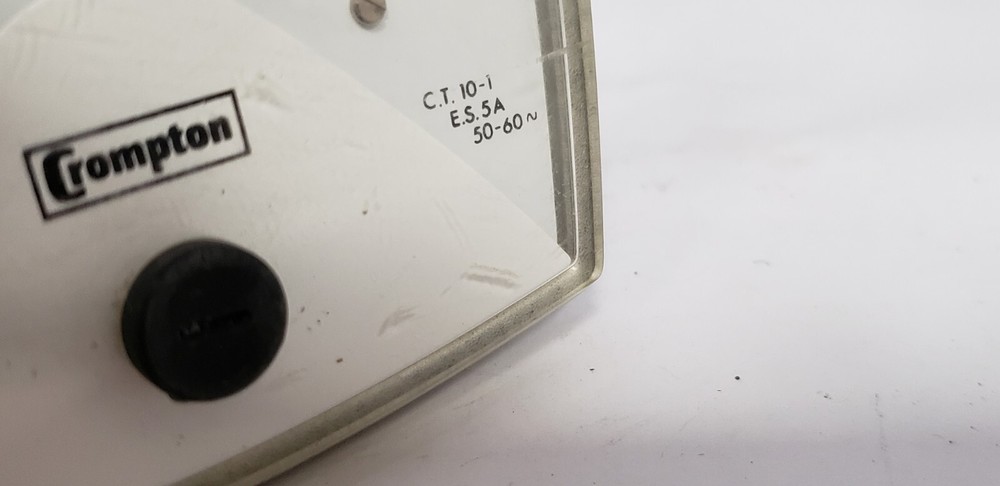 Crompton
C.T. 10-1
E.S. 5A
50-60~